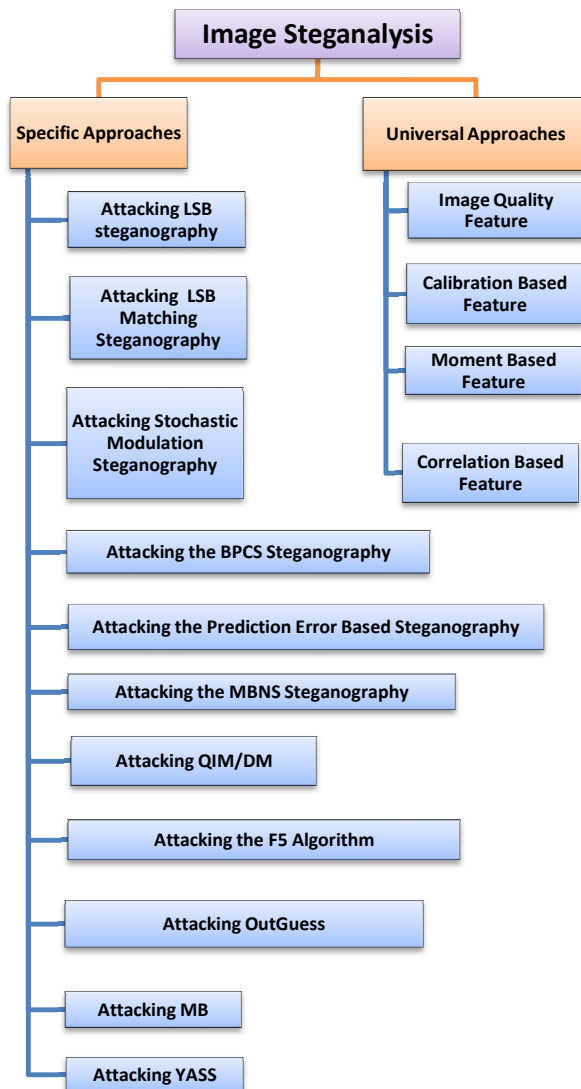 Image Steganalysis
Specific Approaches
Universal Approaches
Attacking LSB
steganography
Attacking LSB
Matching
Steganography
Attacking Stochastic
Modulation
Steganography
Attacking the BPCS Steganography
Attacking the Prediction Error Based Steganography
Attacking the MBNS Steganography
Attacking QIM/DM
Attacking the F5 Algorithm
Attacking OutGuess
Attacking MB
Attacking YASS
Image Quality
Feature
Calibration Based
Feature
Moment Based
Feature
Correlation Based
Feature